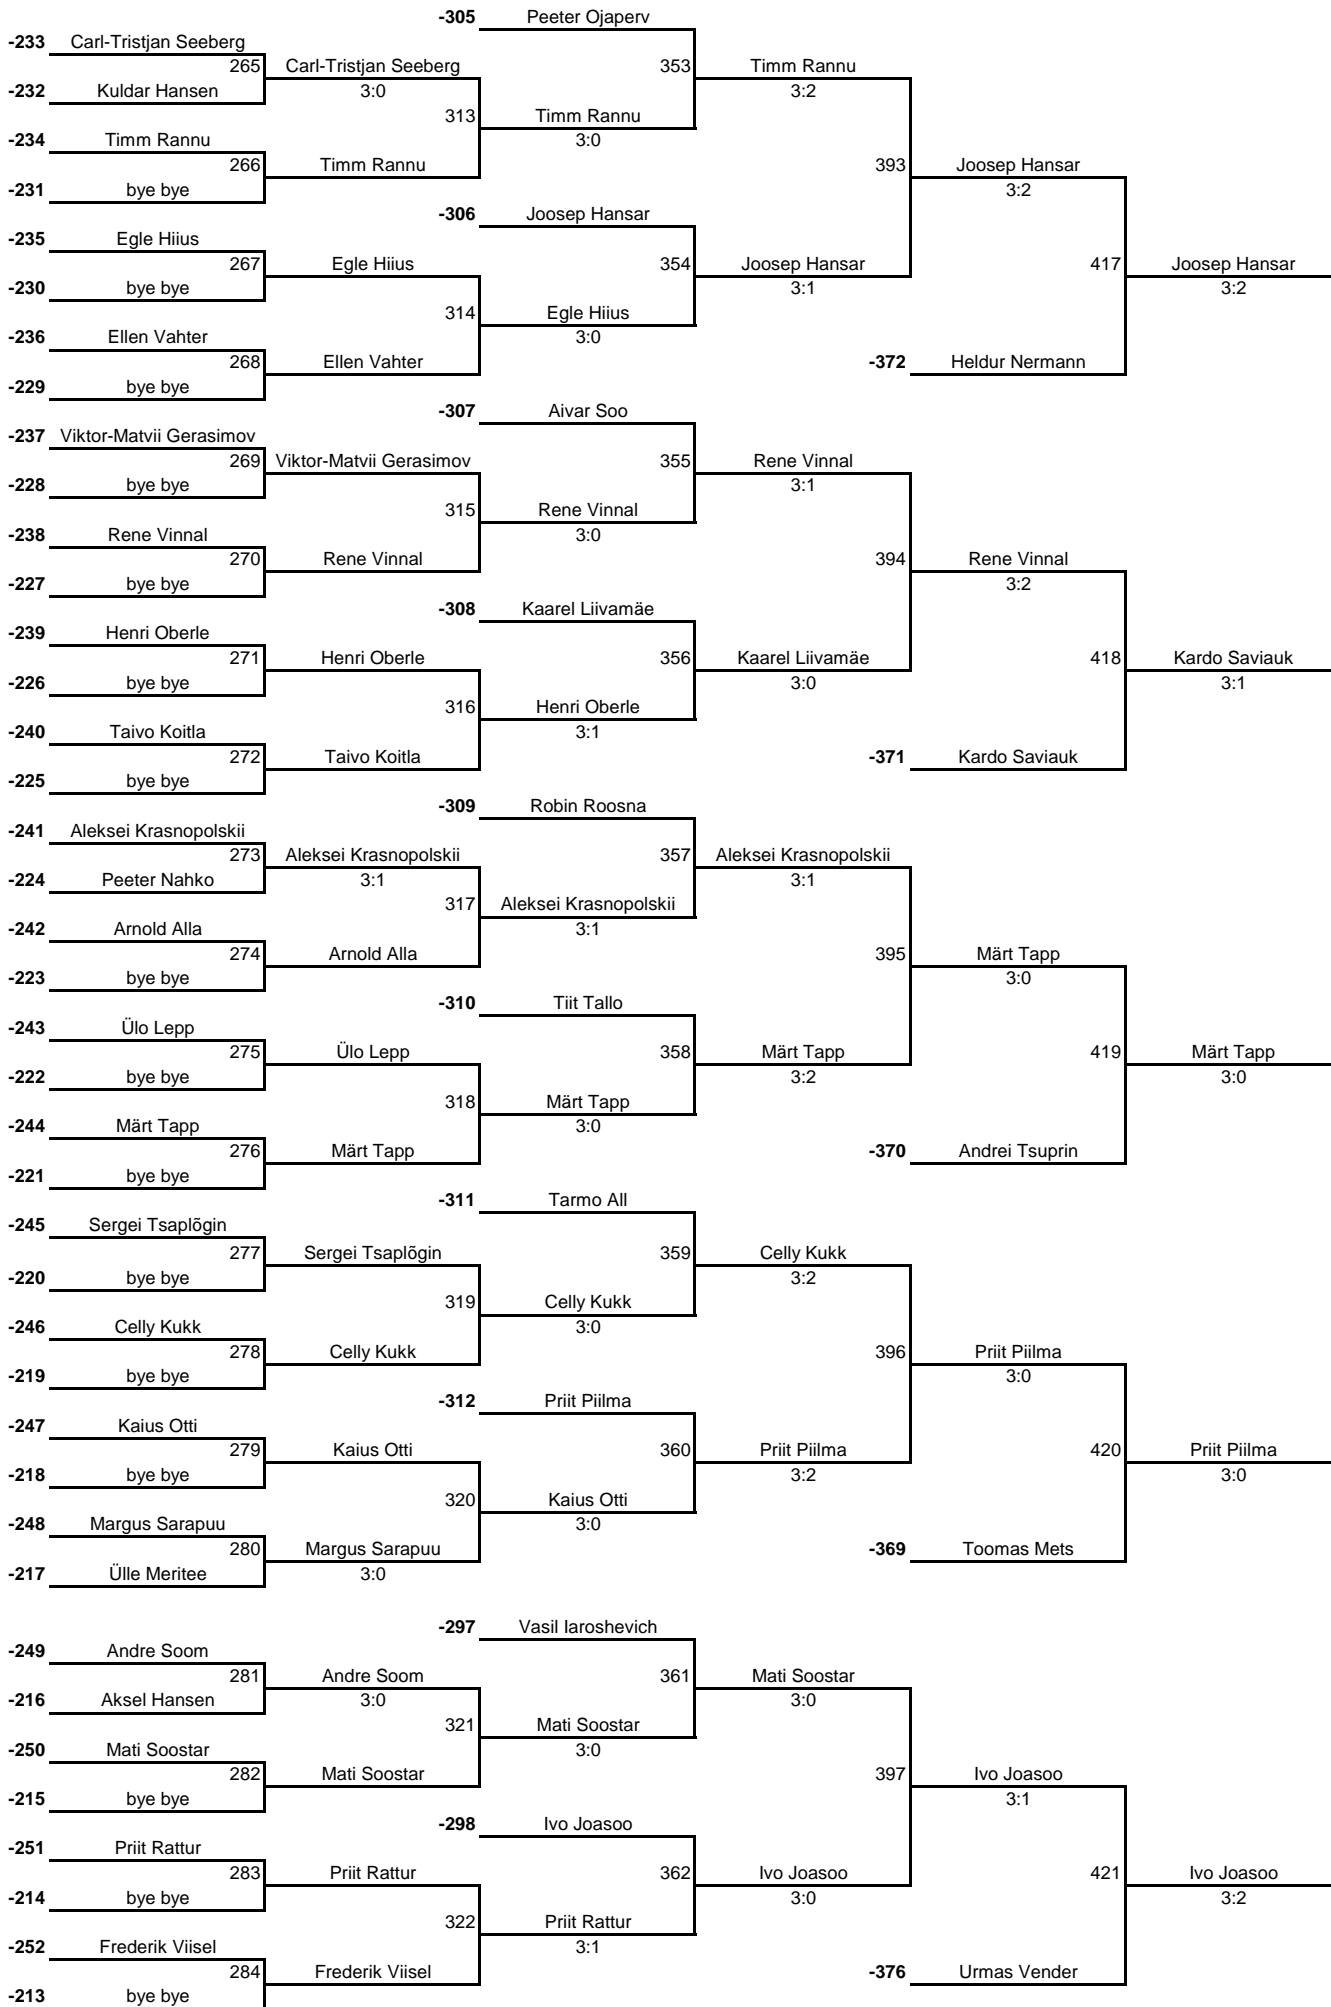 -305 Peeter Ojaperv
-233 Carl-Tristjan Seeberg
265 Carl-Tristjan Seeberg 353 Timm Rannu
-232 Kuldar Hansen 3:0 3:2
313 Timm Rannu
-234 Timm Rannu 3:0
266 Timm Rannu 393 Joosep Hansar
-231 bye bye 3:2
-306 Joosep Hansar
-235 Egle Hiius
267 Egle Hiius 354 Joosep Hansar 417 Joosep Hansar
-230 bye bye 3:1 3:2
314 Egle Hiius
-236 Ellen Vahter 3:0
268 Ellen Vahter -372 Heldur Nermann
-229 bye bye
-307 Aivar Soo
-237 Viktor-Matvii Gerasimov
269 Viktor-Matvii Gerasimov 355 Rene Vinnal
-228 bye bye 3:1
315 Rene Vinnal
-238 Rene Vinnal 3:0
270 Rene Vinnal 394 Rene Vinnal
-227 bye bye 3:2
-308 Kaarel Liivamäe
-239 Henri Oberle
271 Henri Oberle 356 Kaarel Liivamäe 418 Kardo Saviauk
-226 bye bye 3:0 3:1
316 Henri Oberle
-240 Taivo Koitla 3:1
272 Taivo Koitla -371 Kardo Saviauk
-225 bye bye
-309 Robin Roosna
-241 Aleksei Krasnopolskii
273 Aleksei Krasnopolskii 357 Aleksei Krasnopolskii
-224 Peeter Nahko 3:1 3:1
317 Aleksei Krasnopolskii
-242 Arnold Alla 3:1
274 Arnold Alla 395 Märt Tapp
-223 bye bye 3:0
-310 Tiit Tallo
-243 Ülo Lepp
275 Ülo Lepp 358 Märt Tapp 419 Märt Tapp
-222 bye bye 3:2 3:0
318 Märt Tapp
-244 Märt Tapp 3:0
276 Märt Tapp -370 Andrei Tsuprin
-221 bye bye
-311 Tarmo All
-245 Sergei Tsaplõgin
277 Sergei Tsaplõgin 359 Celly Kukk
-220 bye bye 3:2
319 Celly Kukk
-246 Celly Kukk 3:0
278 Celly Kukk 396 Priit Piilma
-219 bye bye 3:0
-312 Priit Piilma
-247 Kaius Otti
279 Kaius Otti 360 Priit Piilma 420 Priit Piilma
-218 bye bye 3:2 3:0
320 Kaius Otti
-248 Margus Sarapuu 3:0
280 Margus Sarapuu -369 Toomas Mets
-217 Ülle Meritee 3:0
-297 Vasil Iaroshevich
-249 Andre Soom
281 Andre Soom 361 Mati Soostar
-216 Aksel Hansen 3:0 3:0
321 Mati Soostar
-250 Mati Soostar 3:0
282 Mati Soostar 397 Ivo Joasoo
-215 bye bye 3:1
-298 Ivo Joasoo
-251 Priit Rattur
283 Priit Rattur 362 Ivo Joasoo 421 Ivo Joasoo
-214 bye bye 3:0 3:2
322 Priit Rattur
-252 Frederik Viisel 3:1
284 Frederik Viisel -376 Urmas Vender
-213 bye bye